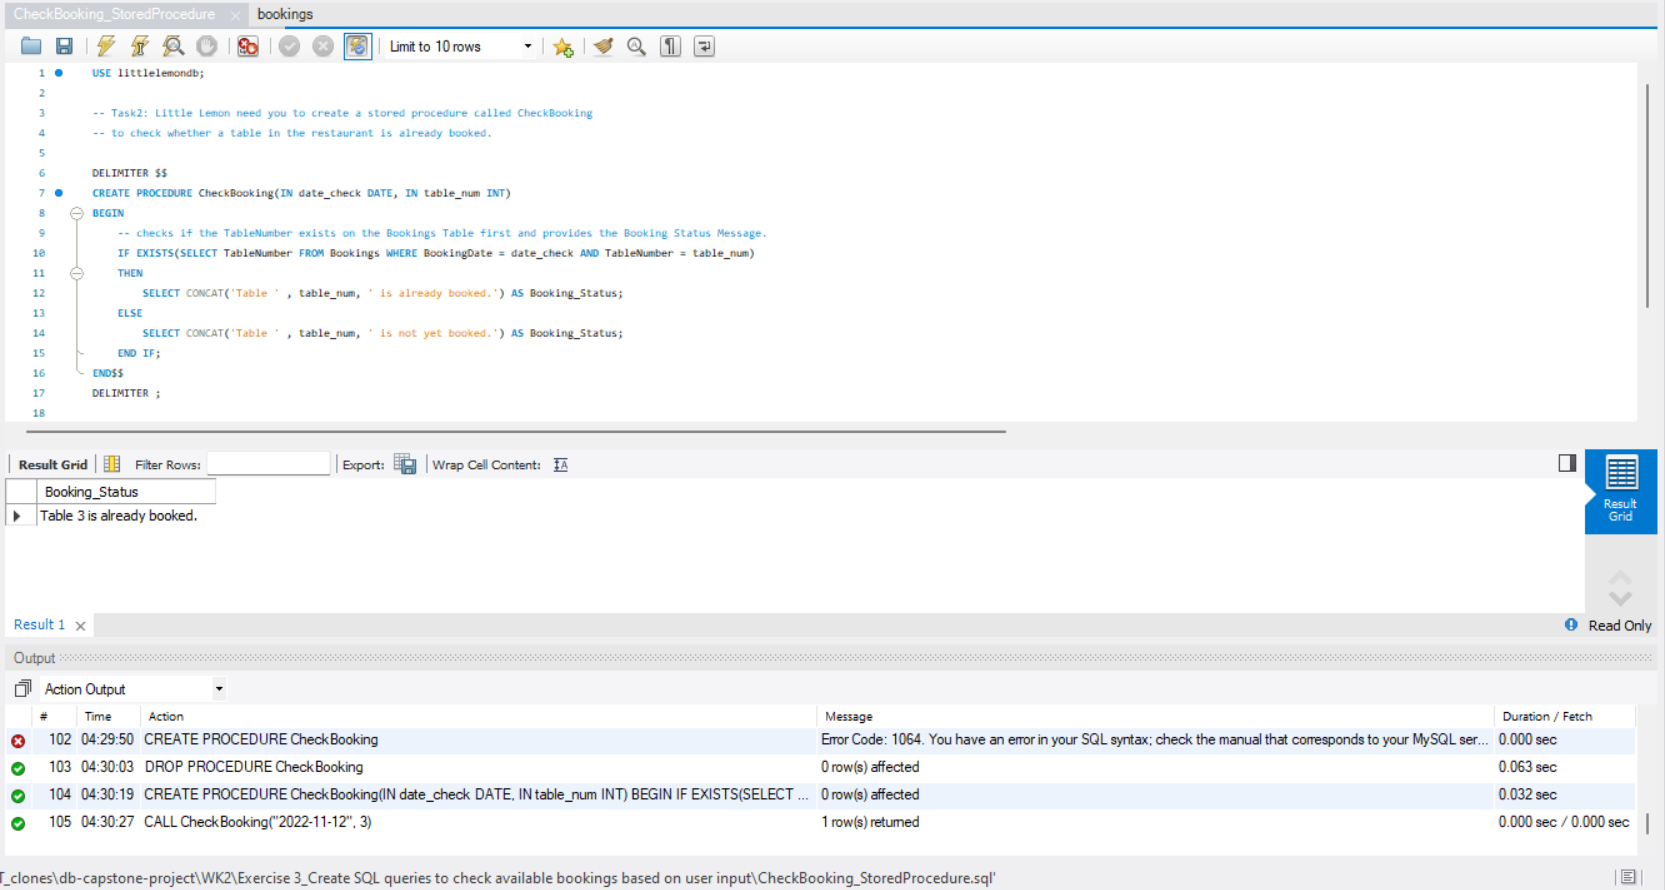 CheckBooking_StoredProcedure bookings
Limit to 10 rows
1 USE littlelemondb;
2
3 -- Task2: Little Lemon need you to create a stored procedure called CheckBooking
4 -- to check whether a table in the restaurant is already booked.
5
6 DELIMITER $$
7 CREATE PROCEDURE CheckBooking(IN date_check DATE, IN table_num INT)
8 BEGIN
9 -- checks if the TableNumber exists on the Bookings Table first and provides the Booking Status Message.
10 IF EXISTS(SELECT TableNumber FROM Bookings WHERE BookingDate = date_check AND TableNumber = table_num)
11 THEN
12 SELECT CONCAT('Table ' , table_num, ' is already booked.') AS Booking_Status;
13 ELSE
14 SELECT CONCAT('Table ' , table_num, ' is not yet booked.') AS Booking_Status;
15 END IF;
16 END$$
17 DELIMITER ;
18
Result Grid Filter Rows: Export: Wrap Cell Content:
Result
Grid
Booking_Status
Table 3 is already booked.
Result 1 Read Only
Output
Action Output
# Time Action Message Duration / Fetch
102 04:29:50 CREATE PROCEDURE CheckBooking Error Code: 1064. You have an error in your SQL syntax; check the manual that corresponds to your MySQL ser... 0.000 sec
103 04:30:03 DROP PROCEDURE CheckBooking 0 row(s) affected 0.063 sec
104 04:30:19 CREATE PROCEDURE CheckBooking(IN date_check DATE, IN table_num INT) BEGIN IF EXISTS(SELECT ... 0 row(s) affected 0.032 sec
105 04:30:27 CALL CheckBooking("2022-11-12", 3) 1 row(s) returned 0.000 sec / 0.000 sec
T_clones\db-capstone-project\WK2\Exercise 3_Create SQL queries to check available bookings based on user input\CheckBooking_StoredProcedure.sql'